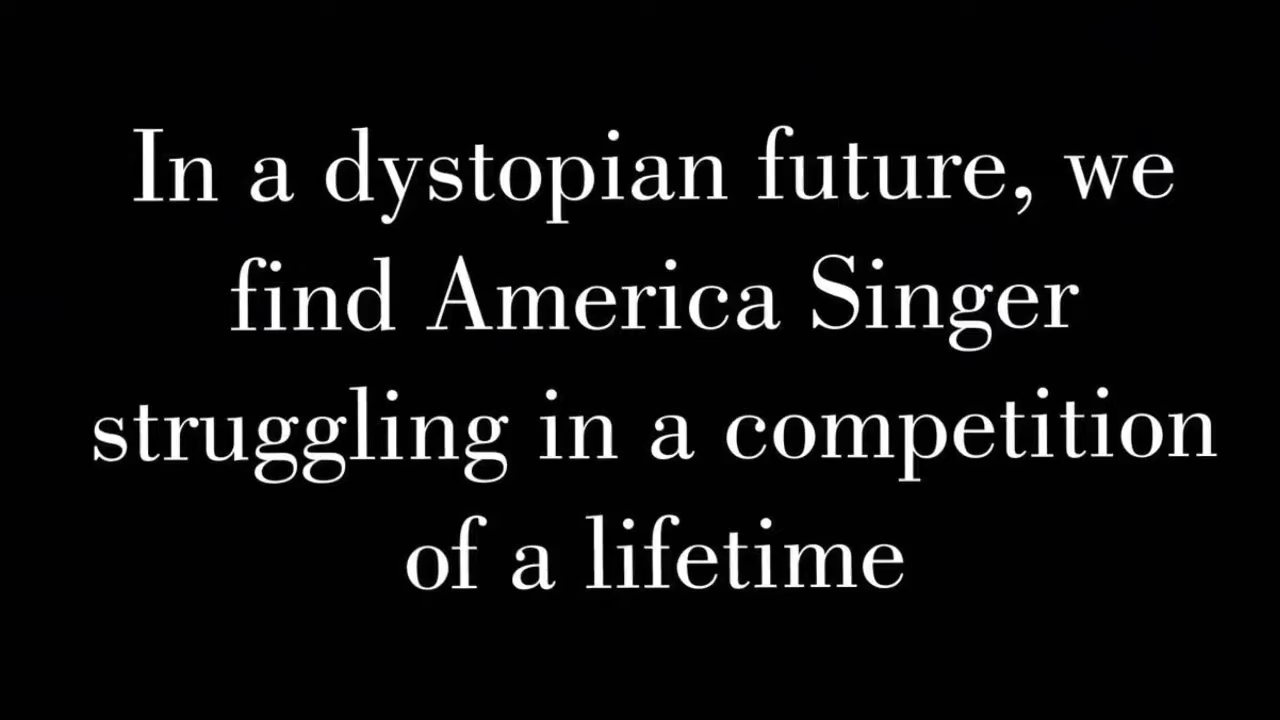 In a dystopian future, we
find America Singer
struggling in a competition
of a lifetime